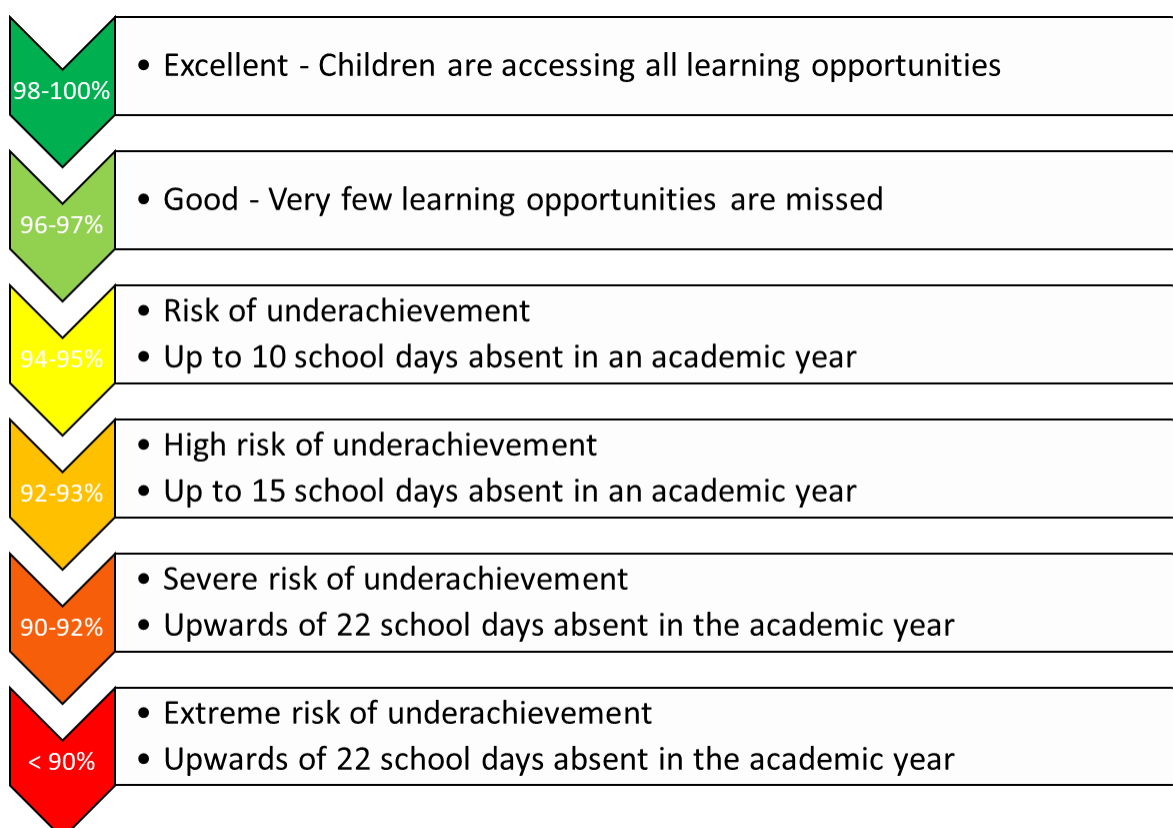 98-100%
• Excellent - Children are accessing all learning opportunities
96-97%
• Good - Very few learning opportunities are missed
94-95%
• Risk of underachievement
• Up to 10 school days absent in an academic year
92-93%
• High risk of underachievement
• Up to 15 school days absent in an academic year
90-92%
• Severe risk of underachievement
• Upwards of 22 school days absent in the academic year
< 90%
• Extreme risk of underachievement
• Upwards of 22 school days absent in the academic year